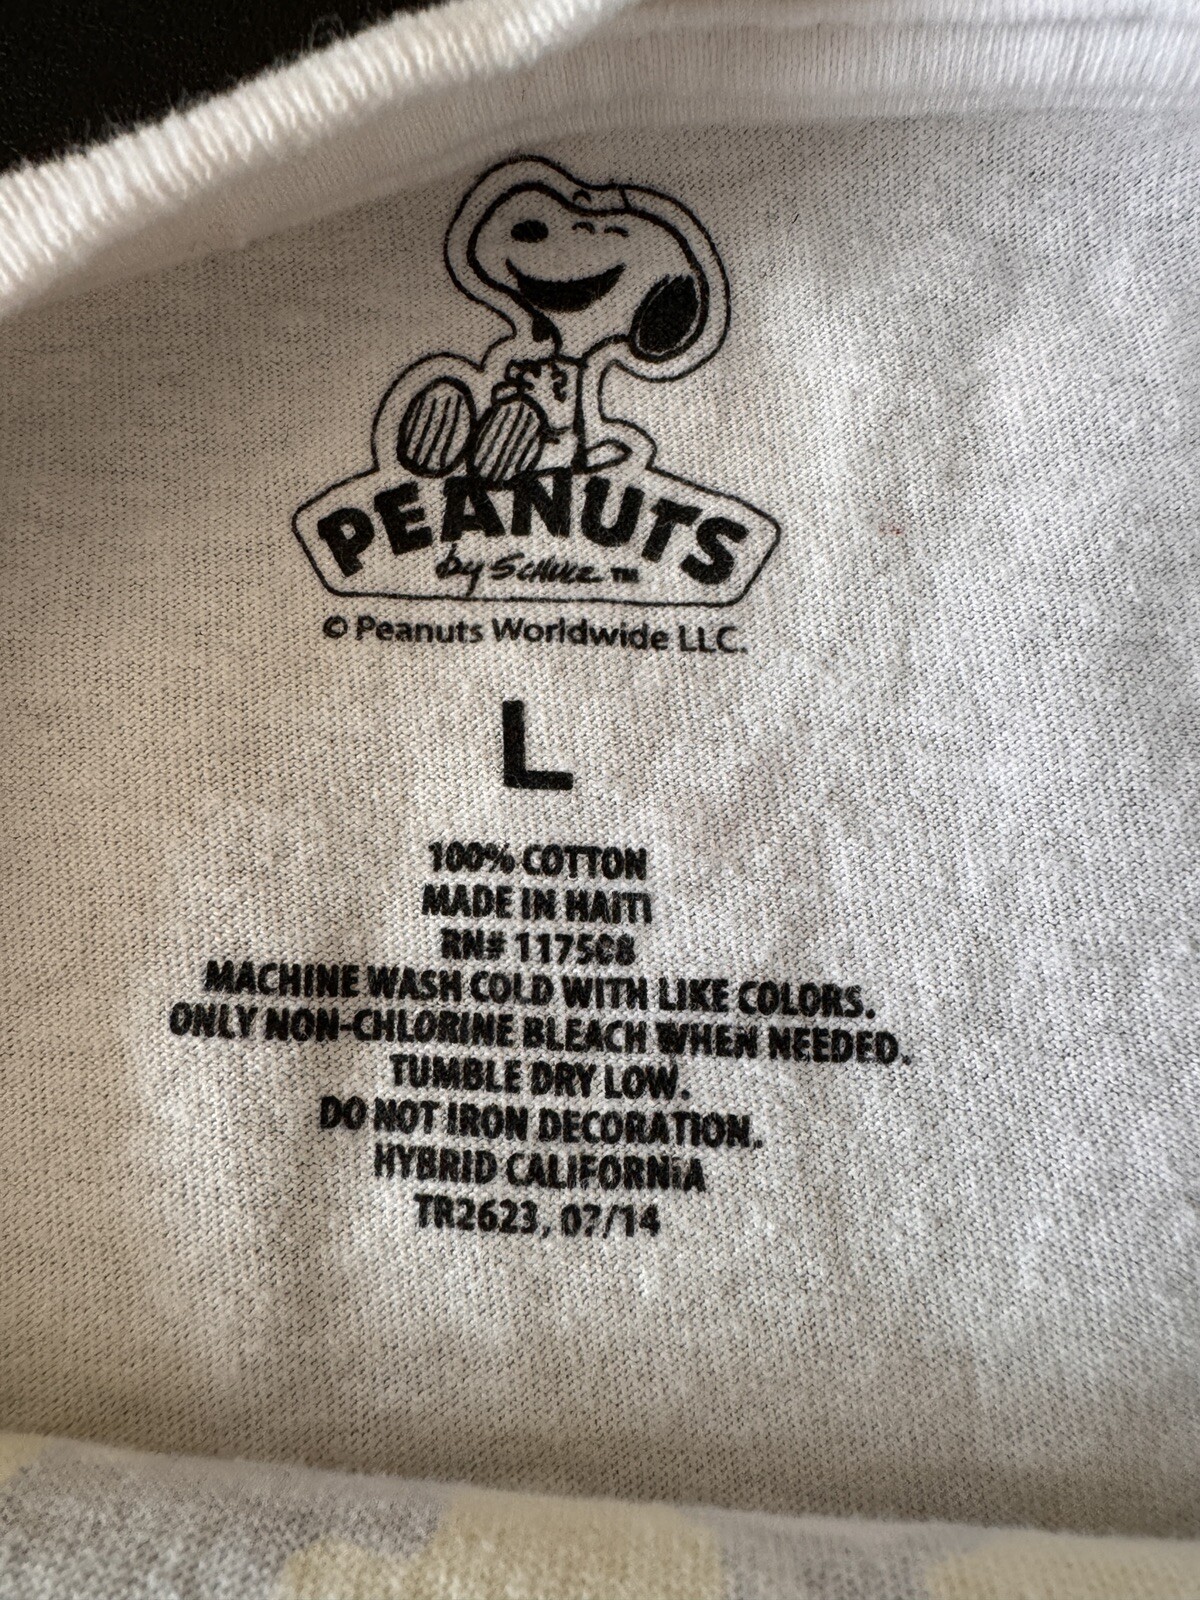 PEANUTS
by SCHULZ ™
© Peanuts Worldwide LLC.
L
100% COTTON
MADE IN HAITI
RN# 117508
MACHINE WASH COLD WITH LIKE COLORS.
ONLY NON-CHLORINE BLEACH WHEN NEEDED.
TUMBLE DRY LOW.
DO NOT IRON DECORATION.
HYBRID CALIFORNIA
TR2623, 07/14